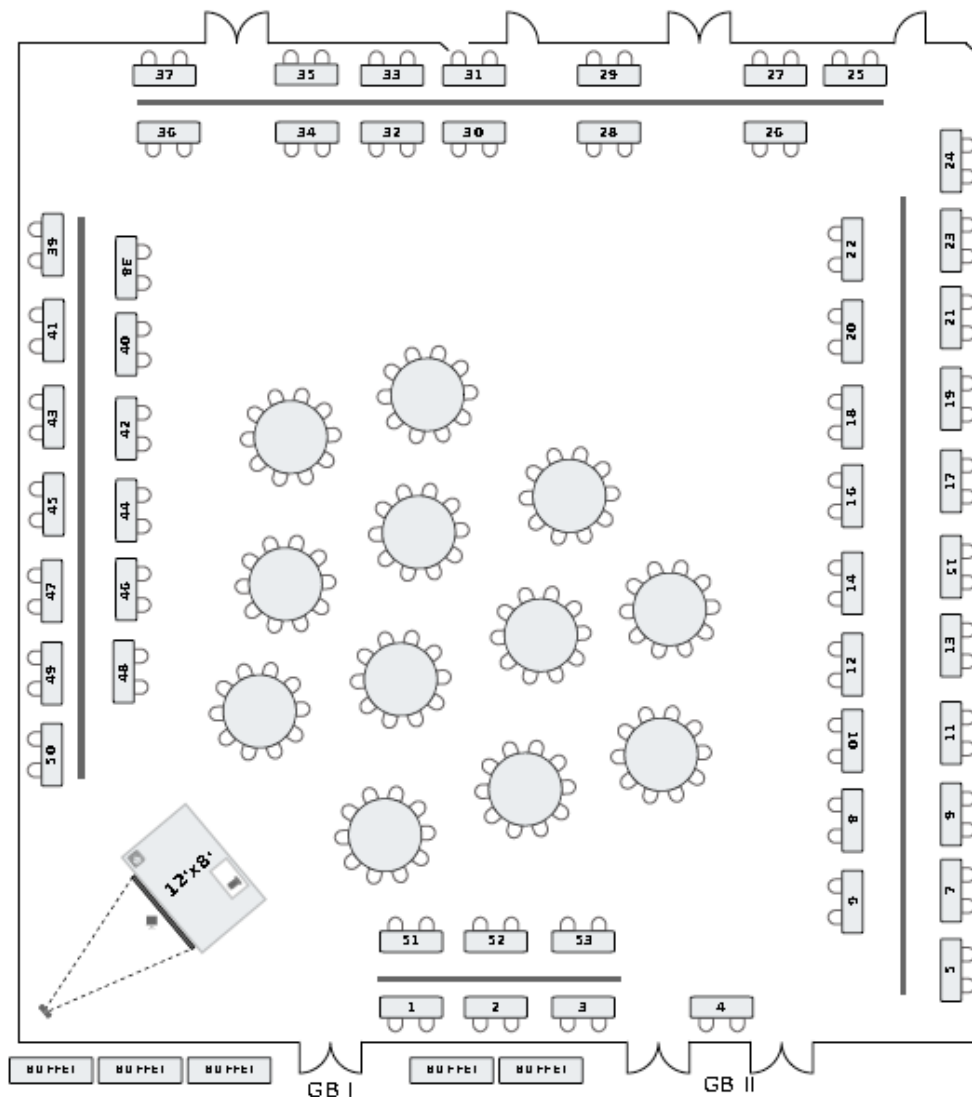 37 35 33 31 29 27 25
36 34 32 30 28 26
24
39 22 23
38
41 40 20 21
43 42 18 19
45 44 16 17
47 46 14 15
49 48 12 13
50 10 11
12'x8' 8 9
6 7
51 52 53 5
1 2 3 4
BUFFET BUFFET BUFFET BUFFET BUFFET
GB I GB II